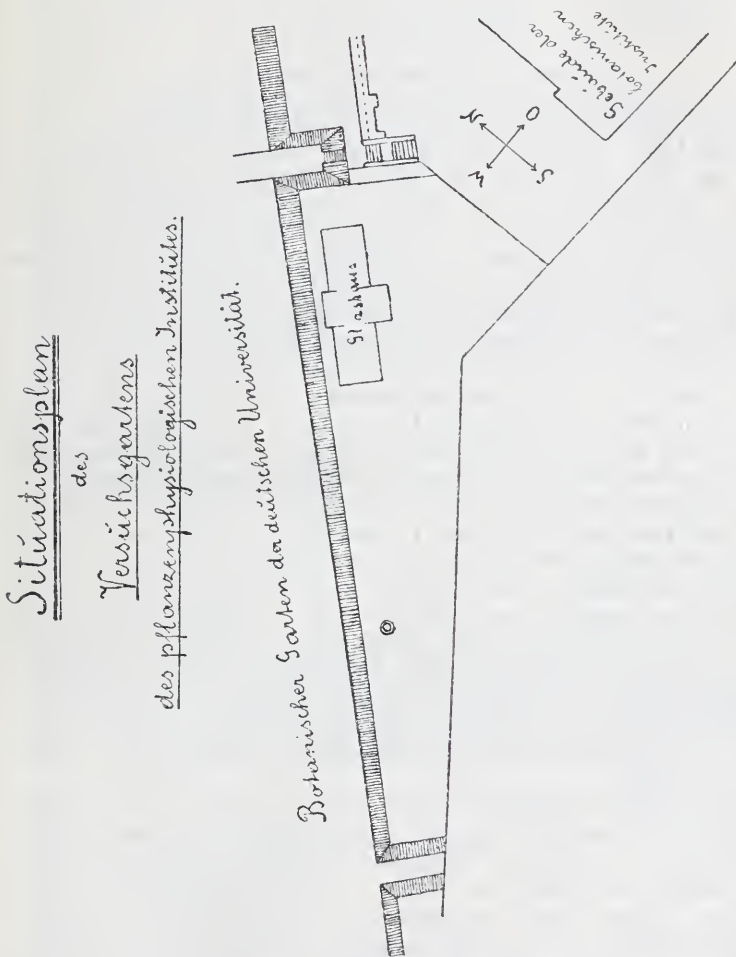 Situationsplan
des
Versuchsgartens
des pflanzenphysiologischen Institutes.
Botanischer Garten der deutschen Universität.
Glashaus
N
O
S
W
Gebäude der
botanischen
Institute